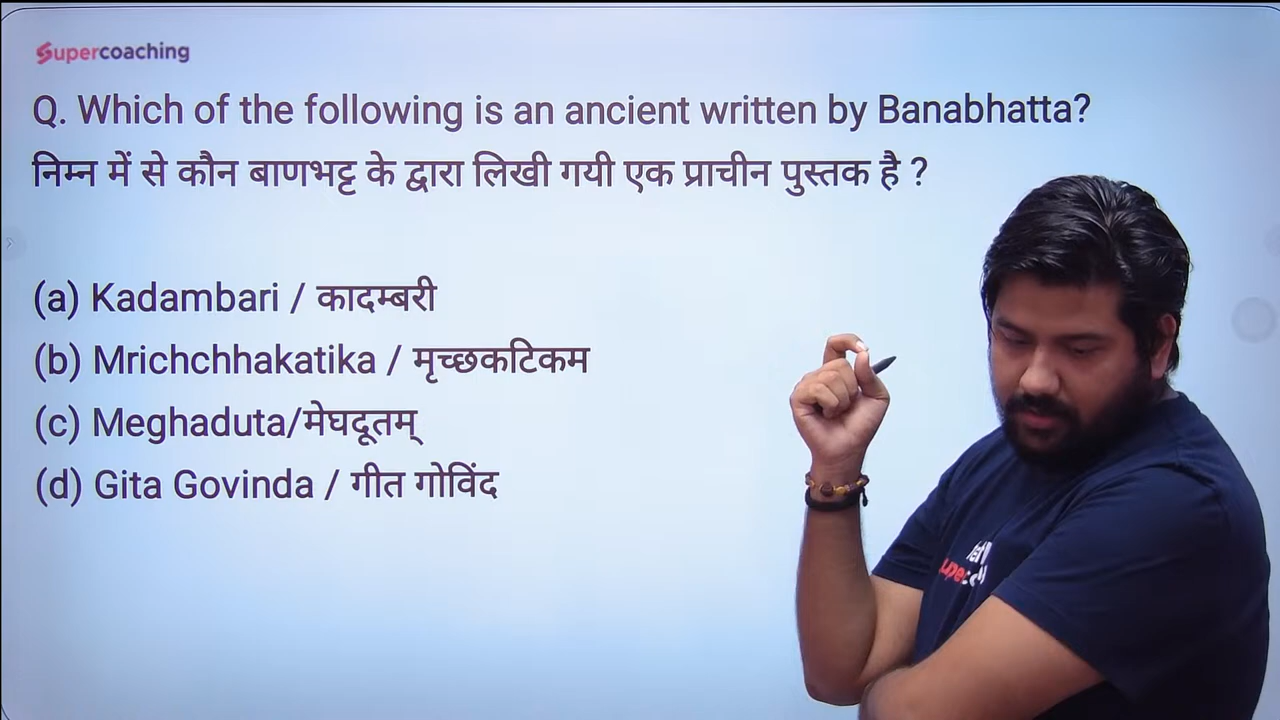 Supercoaching
Q. Which of the following is an ancient written by Banabhatta?
निम्न में से कौन बाणभट्ट के द्वारा लिखी गयी एक प्राचीन पुस्तक है ?
(a) Kadambari / कादम्बरी
(b) Mrichchhakatika / मृच्छकटिकम
(c) Meghaduta/मेघदूतम्
(d) Gita Govinda / गीत गोविंद